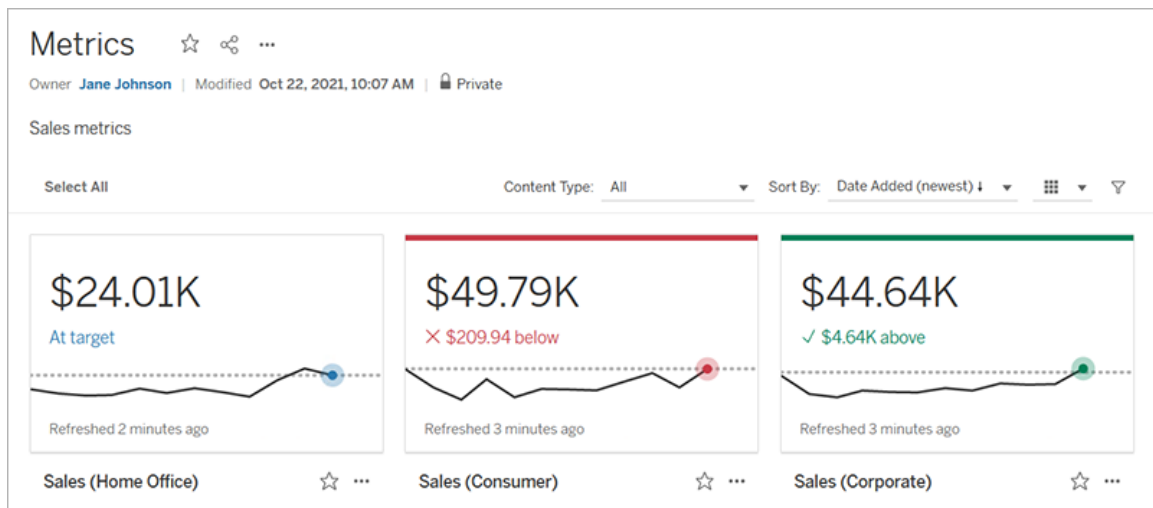 Metrics
Owner Jane Johnson | Modified Oct 22, 2021, 10:07 AM | Private
Sales metrics
Select All Content Type: All Sort By: Date Added (newest)
$24.01K
At target
Refreshed 2 minutes ago
Sales (Home Office)
$49.79K
$209.94 below
Refreshed 3 minutes ago
Sales (Consumer)
$44.64K
$4.64K above
Refreshed 3 minutes ago
Sales (Corporate)